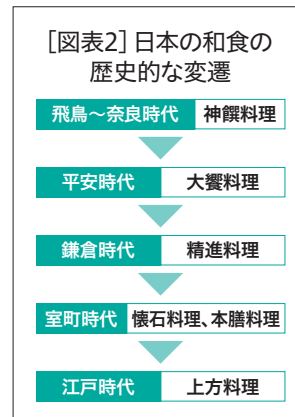 ［図表2］日本の和食の
歴史的な変遷
飛鳥～奈良時代 神饌料理
平安時代 大饗料理
鎌倉時代 精進料理
室町時代 懐石料理、本膳料理
江戸時代 上方料理